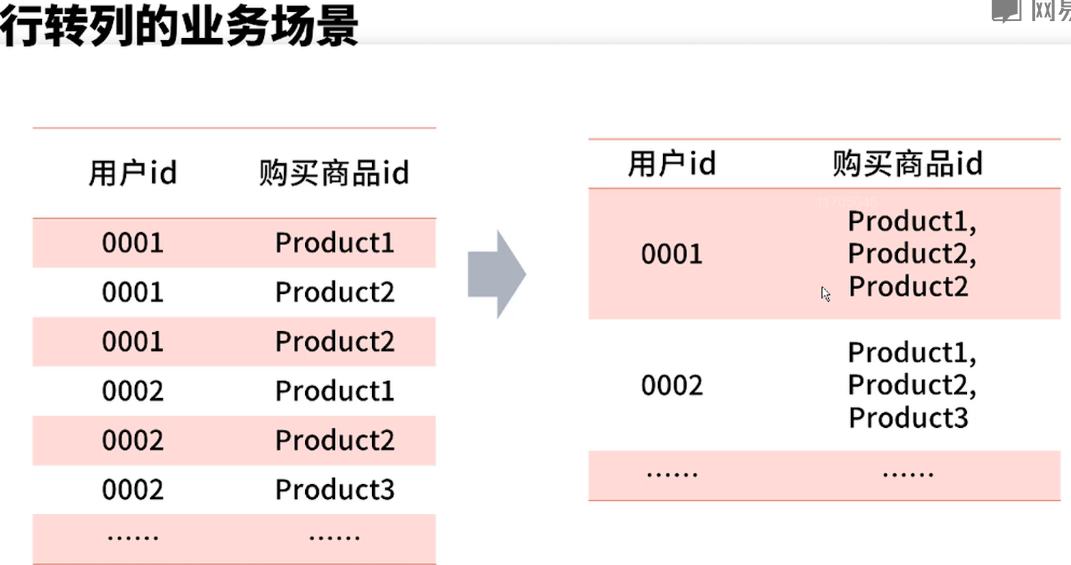 行转列的业务场景
网易
用户id 购买商品id
0001 Product1
0001 Product2
0001 Product2
0002 Product1
0002 Product2
0002 Product3
…… ……
用户id 购买商品id
0001
Product1,
Product2,
Product2
0002
Product1,
Product2,
Product3
…… ……